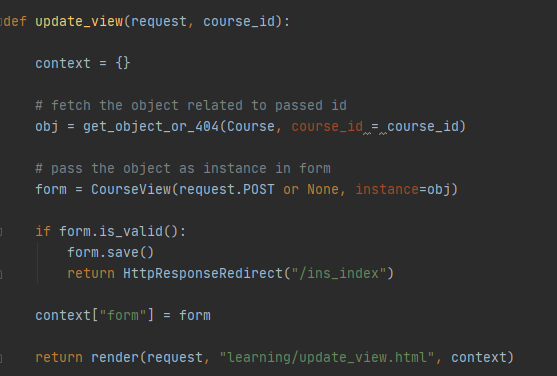 def update_view(request, course_id):
context = {}
# fetch the object related to passed id
obj = get_object_or_404(Course, course_id = course_id)
# pass the object as instance in form
form = CourseView(request.POST or None, instance=obj)
if form.is_valid():
form.save()
return HttpResponseRedirect("/ins_index")
context["form"] = form
return render(request, "learning/update_view.html", context)